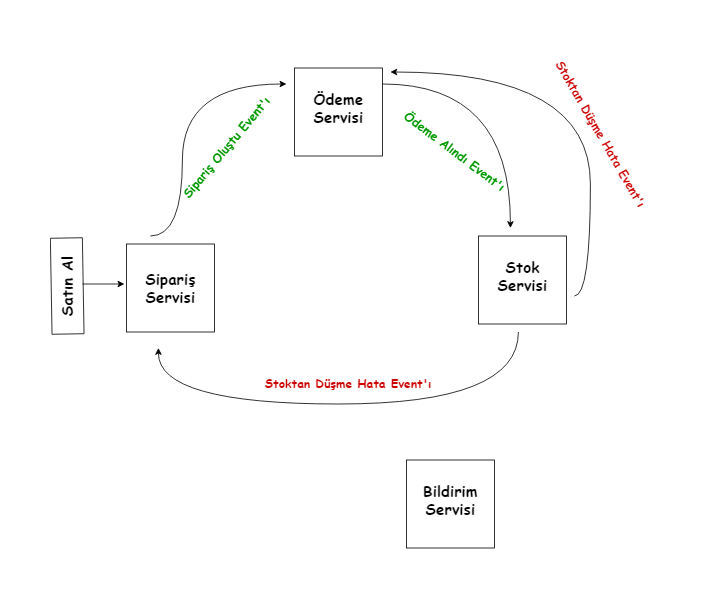 Ödeme
Servisi
Sipariş Oluştu Event'ı
Ödeme Alındı Event'ı
Stoktan Düşme Hata Event'ı
Satın Al
Sipariş
Servisi
Stok
Servisi
Stoktan Düşme Hata Event'ı
Bildirim
Servisi